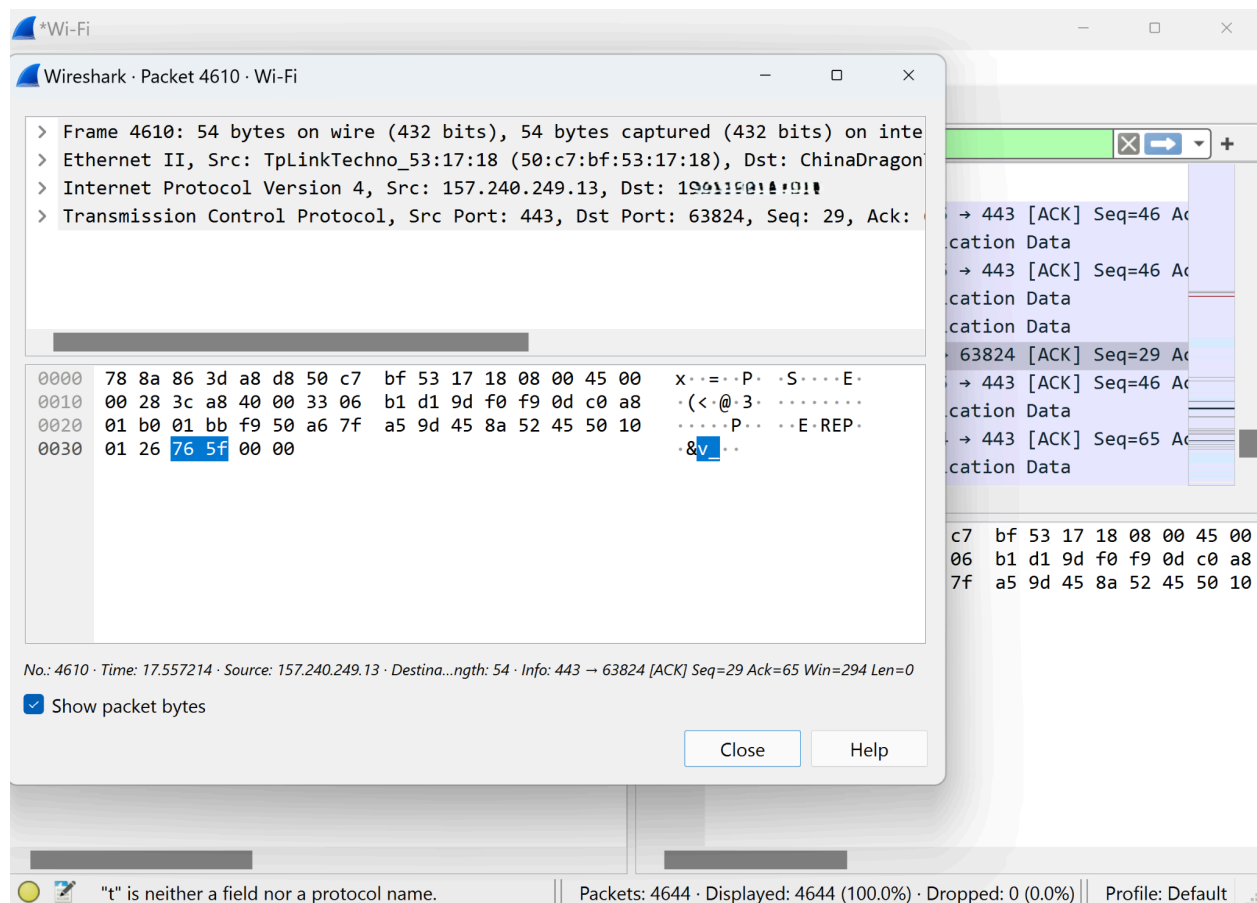 *Wi-Fi
Wireshark · Packet 4610 · Wi-Fi
Frame 4610: 54 bytes on wire (432 bits), 54 bytes captured (432 bits) on inte
Ethernet II, Src: TpLinkTechno_53:17:18 (50:c7:bf:53:17:18), Dst: ChinaDragon
Internet Protocol Version 4, Src: 157.240.249.13, Dst:
Transmission Control Protocol, Src Port: 443, Dst Port: 63824, Seq: 29, Ack:
→ 443 [ACK] Seq=46 Ac
cation Data
→ 443 [ACK] Seq=46 Ac
cation Data
cation Data
63824 [ACK] Seq=29 Ac
→ 443 [ACK] Seq=46 Ac
cation Data
→ 443 [ACK] Seq=65 Ac
cation Data
0000 78 8a 86 3d a8 d8 50 c7 bf 53 17 18 08 00 45 00 x··=··P· ·S····E·
0010 00 28 3c a8 40 00 33 06 b1 d1 9d f0 f9 0d c0 a8 ·(<·@·3· ········
0020 01 b0 01 bb f9 50 a6 7f a5 9d 45 8a 52 45 50 10 ·····P·· ··E·REP·
0030 01 26 76 5f 00 00 ·&v_··
c7 bf 53 17 18 08 00 45 00
06 b1 d1 9d f0 f9 0d c0 a8
7f a5 9d 45 8a 52 45 50 10
No.: 4610 · Time: 17.557214 · Source: 157.240.249.13 · Destina...ngth: 54 · Info: 443 → 63824 [ACK] Seq=29 Ack=65 Win=294 Len=0
Show packet bytes
Close Help
"t" is neither a field nor a protocol name.
Packets: 4644 · Displayed: 4644 (100.0%) · Dropped: 0 (0.0%)
Profile: Default